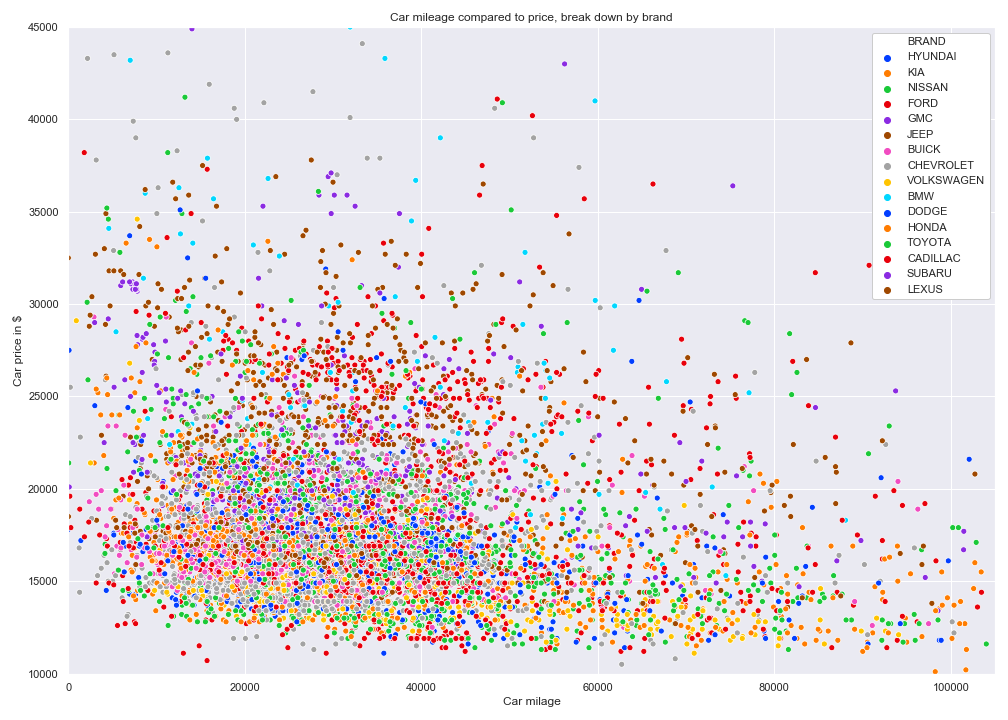 Car mileage compared to price, break down by brand
45000
40000
35000
30000
25000
20000
15000
10000
Car price in $
0
20000
40000
60000
80000
100000
Car milage
BRAND
HYUNDAI
KIA
NISSAN
FORD
GMC
JEEP
BUICK
CHEVROLET
VOLKSWAGEN
BMW
DODGE
HONDA
TOYOTA
CADILLAC
SUBARU
LEXUS